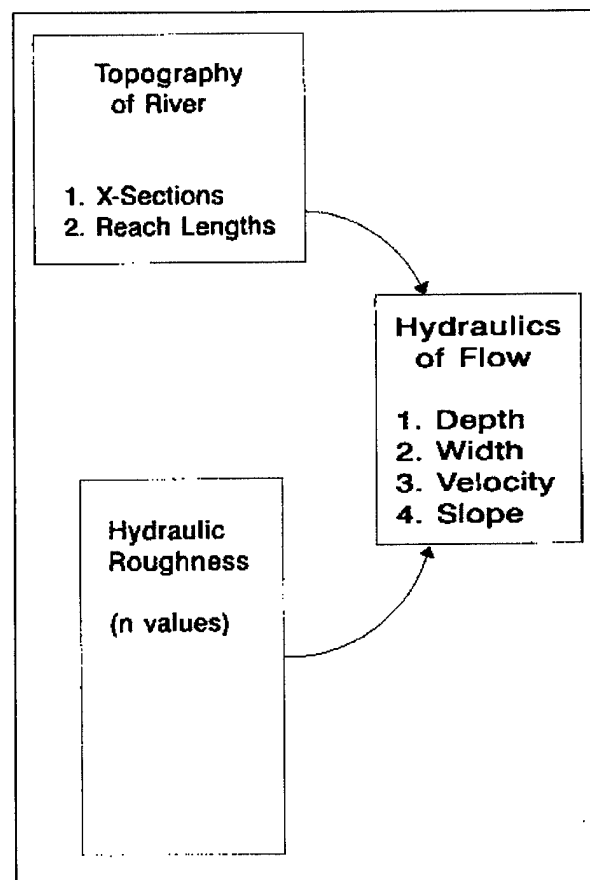 Topography
of River
1. X-Sections
2. Reach Lengths
Hydraulics
of Flow
1. Depth
2. Width
3. Velocity
4. Slope
Hydraulic
Roughness
(n values)